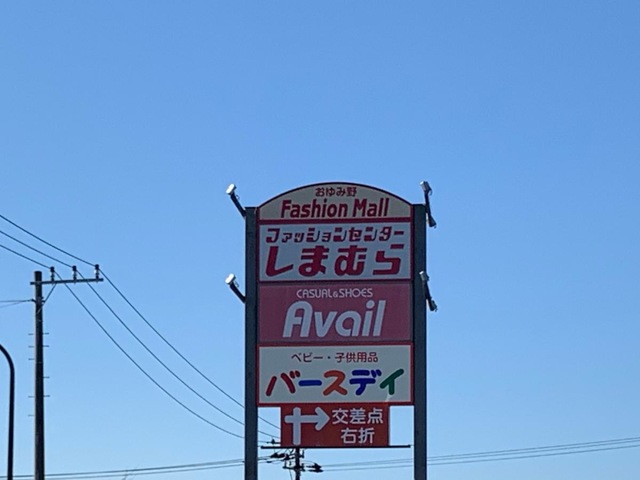 おゆみ野
Fashion Mall
ファッションセンター
しまむら
CASUAL&SHOES
Avail
ベビー・子供用品
バースデイ
交差点
右折